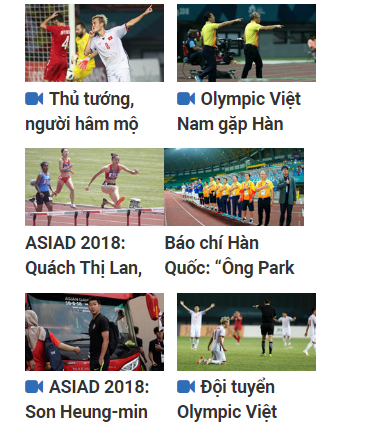 Thủ tướng,
người hâm mộ
Olympic Việt
Nam gặp Hàn
ASIAD 2018:
Quách Thị Lan,
Báo chí Hàn
Quốc: “Ông Park
ASIAD 2018:
Son Heung-min
Đội tuyển
Olympic Việt